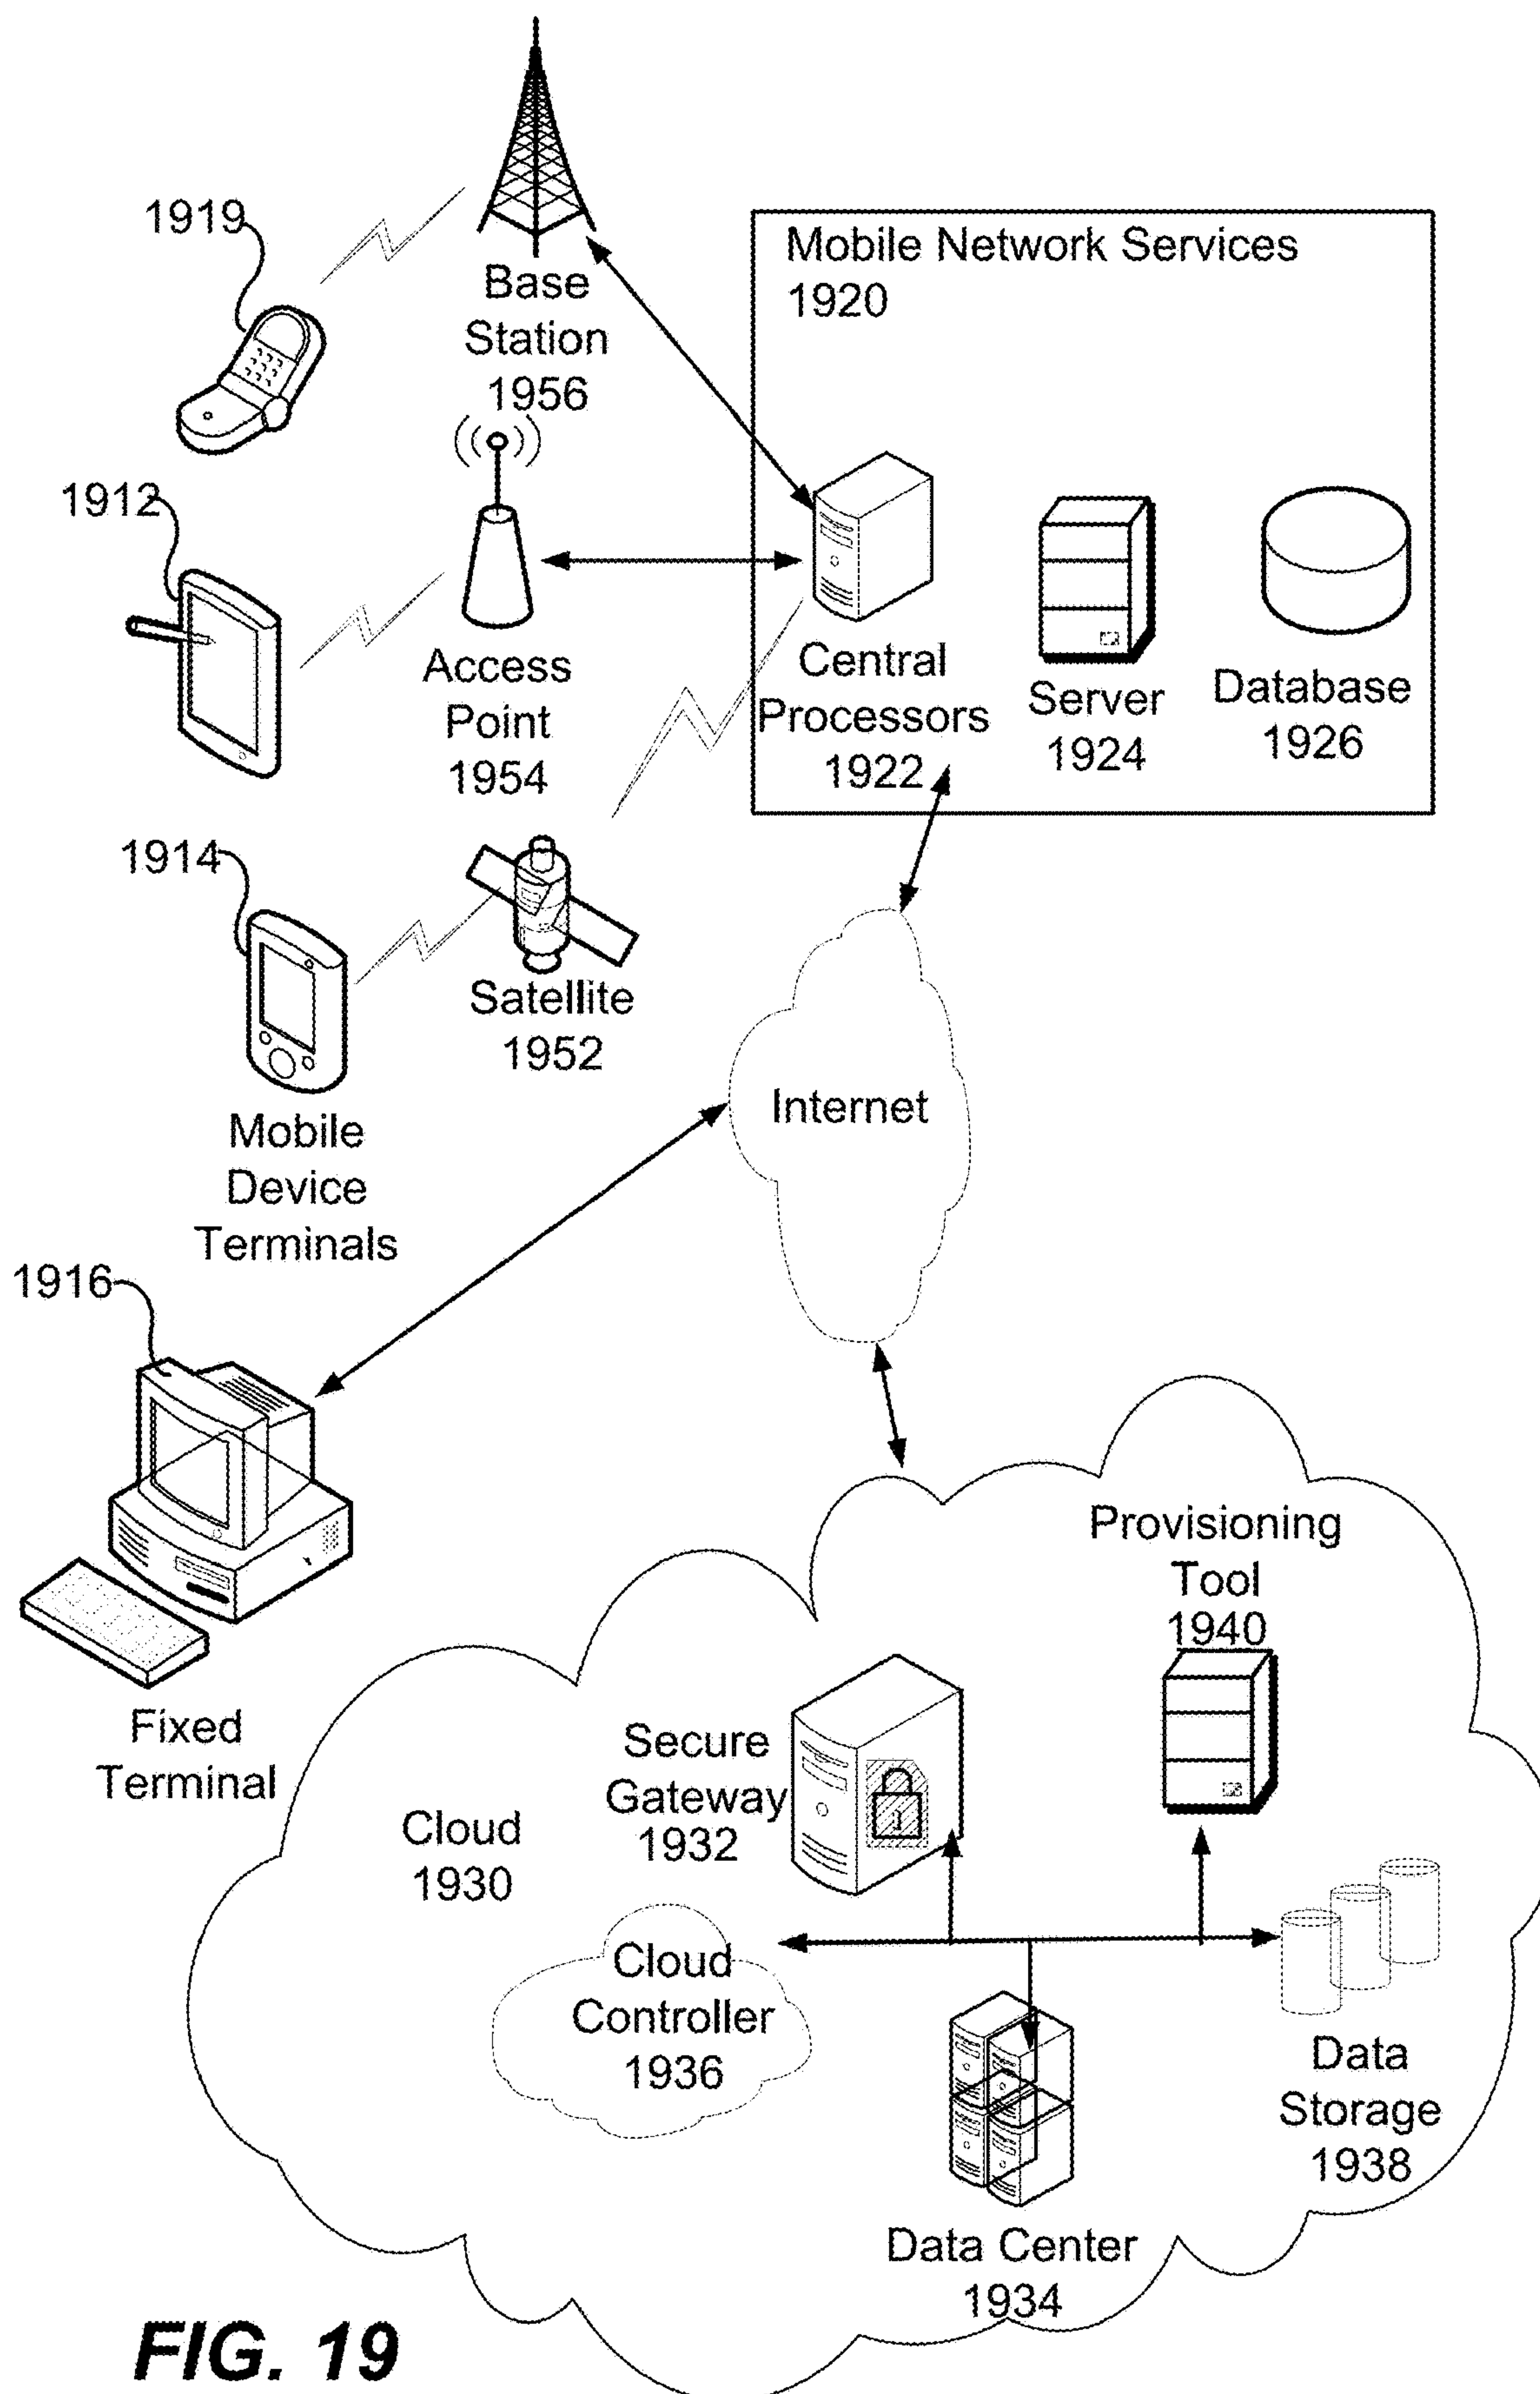 1919
Base
Station
1956
Mobile Network Services
1920
1912
Access
Point
1954
Central
Processors
1922
Server
1924
Database
1926
1914
Satellite
1952
Mobile
Device
Terminals
Internet
1916
Fixed
Terminal
Provisioning
Tool
1940
Secure
Gateway
1932
Cloud
1930
Cloud
Controller
1936
Data
Storage
1938
Data Center
1934
FIG. 19